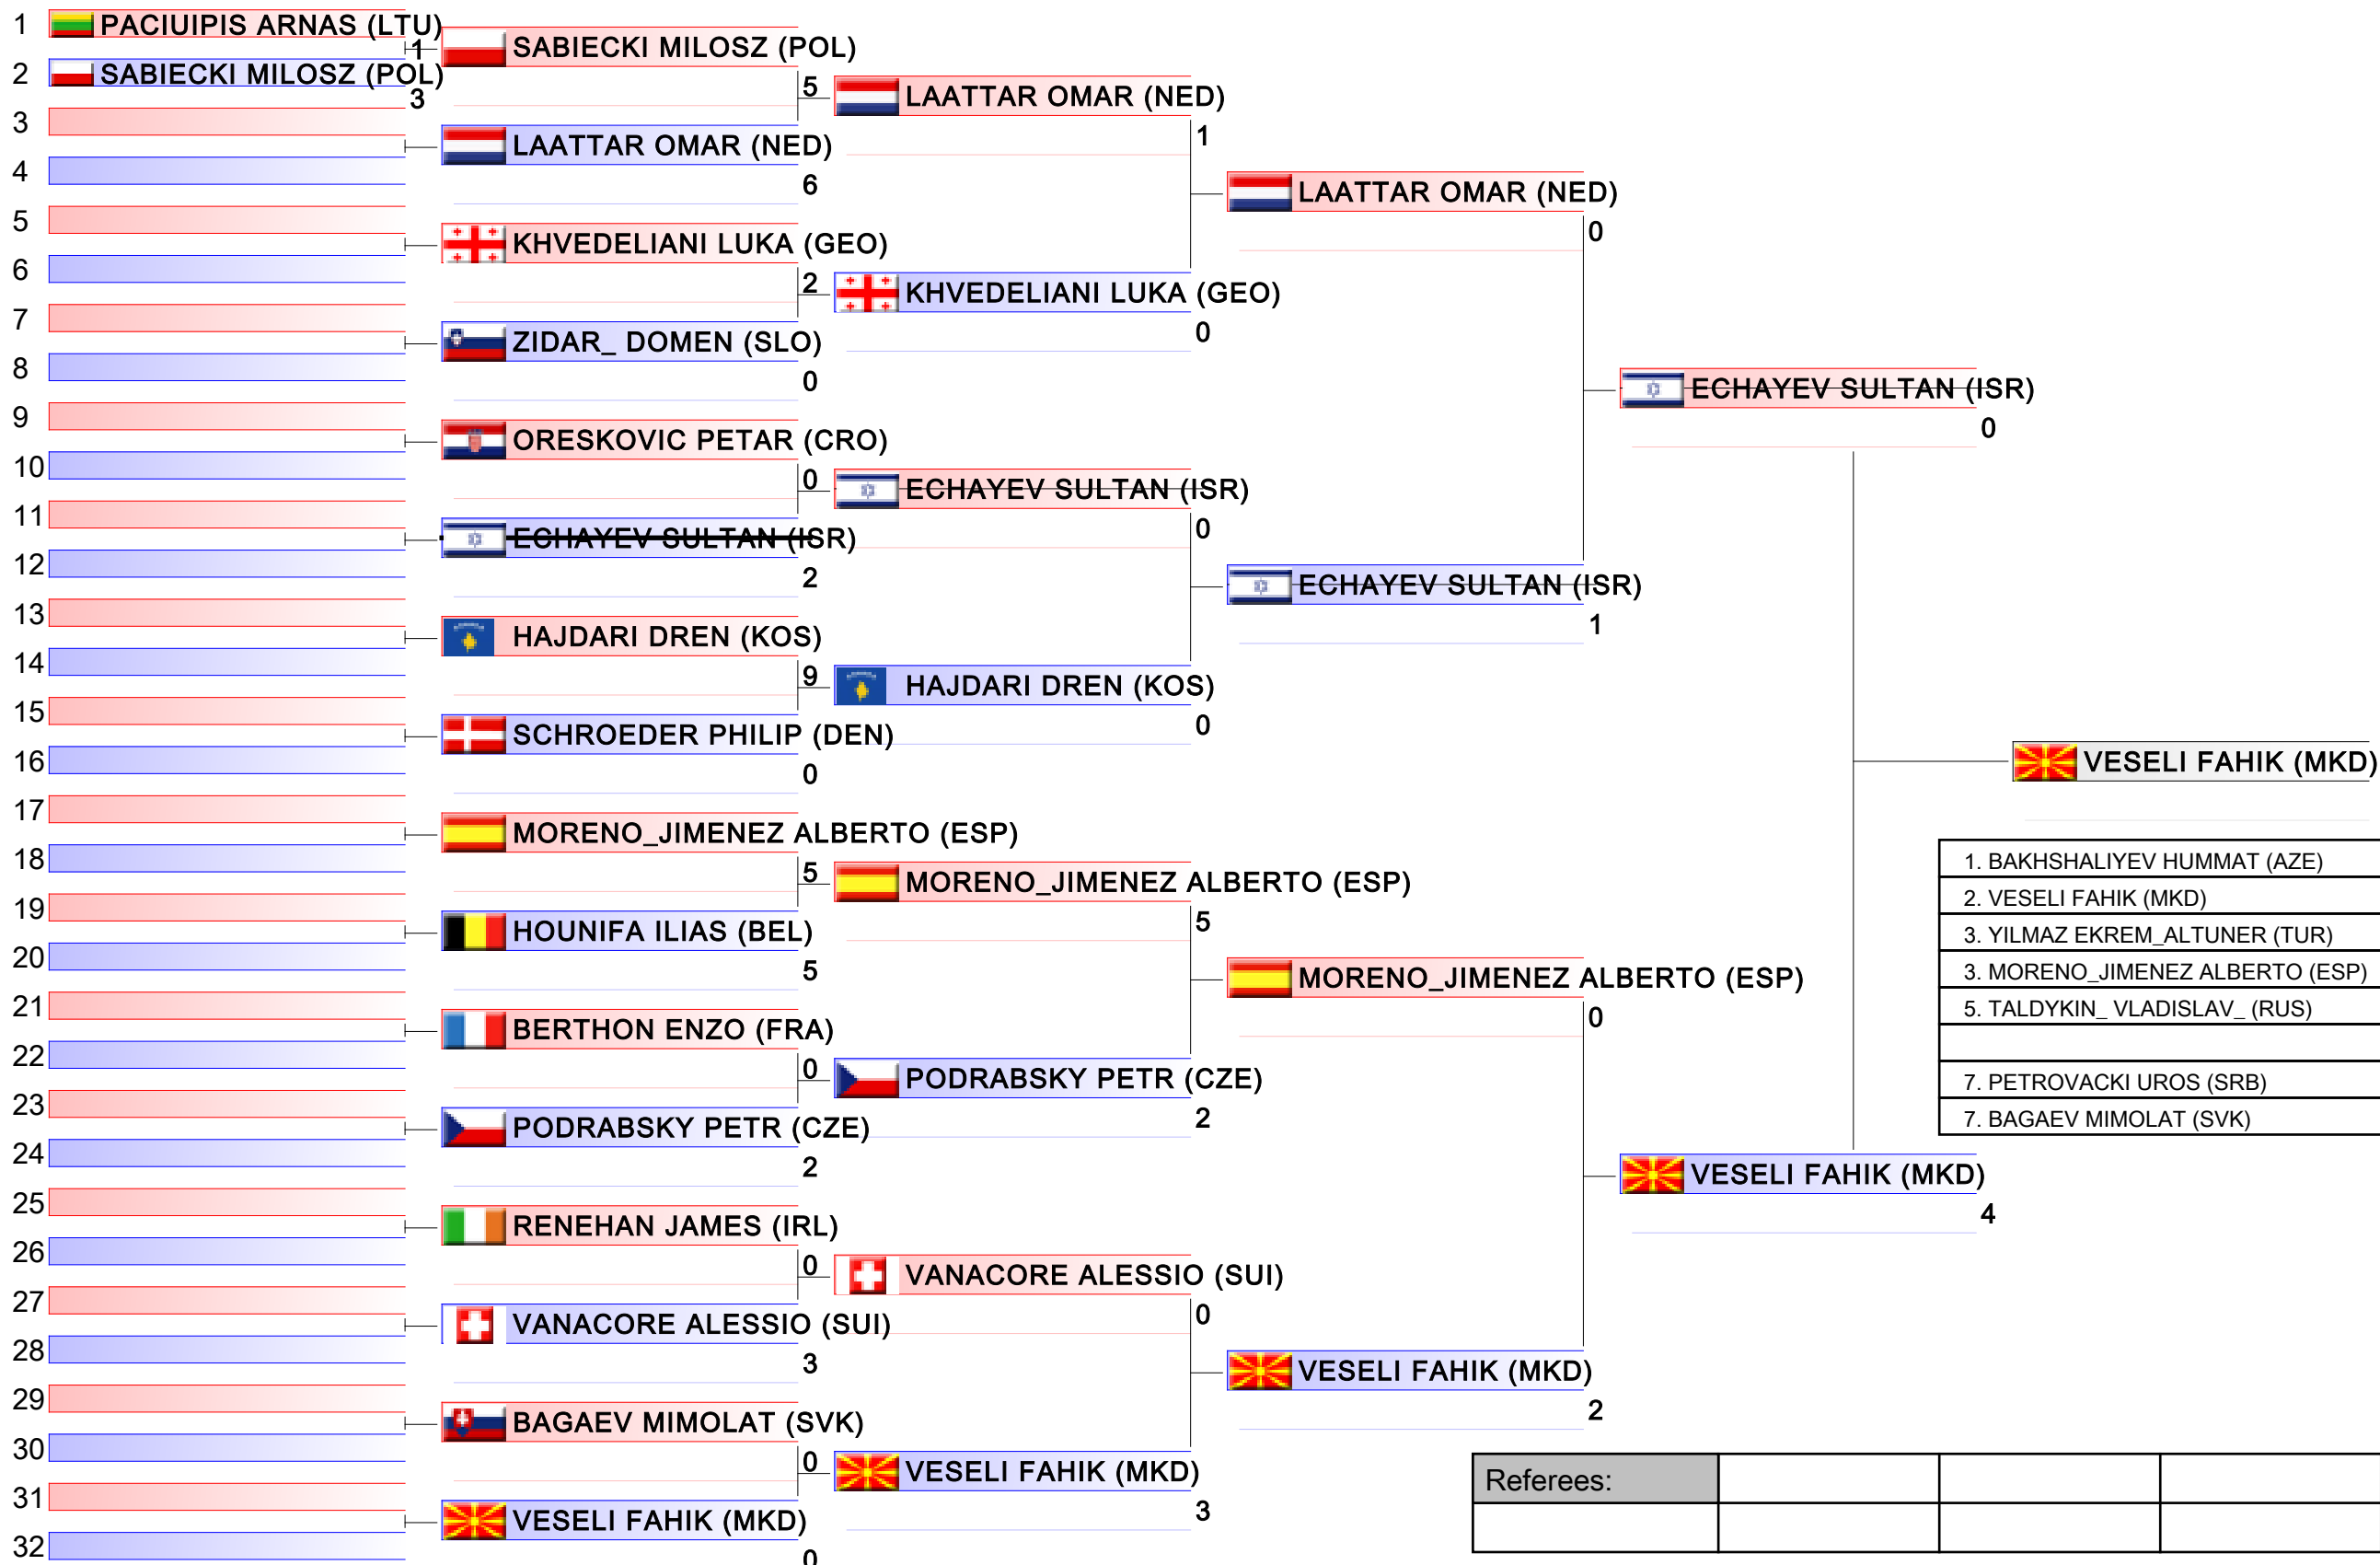 1 PACIUIPIS ARNAS (LTU)
1
2 SABIECKI MILOSZ (POL)
3
3
4
5
6
7
8
9
10
11
12
13
14
15
16
17
18
19
20
21
22
23
24
25
26
27
28
29
30
31
32
SABIECKI MILOSZ (POL)
5
LAATTAR OMAR (NED)
6
KHVEDELIANI LUKA (GEO)
2
ZIDAR_ DOMEN (SLO)
0
ORESKOVIC PETAR (CRO)
0
ECHAYEV SULTAN (ISR)
2
HAJDARI DREN (KOS)
9
SCHROEDER PHILIP (DEN)
0
MORENO_JIMENEZ ALBERTO (ESP)
5
HOUNIFA ILIAS (BEL)
5
BERTHON ENZO (FRA)
0
PODRABSKY PETR (CZE)
2
RENEHAN JAMES (IRL)
0
VANACORE ALESSIO (SUI)
3
BAGAEV MIMOLAT (SVK)
0
VESELI FAHIK (MKD)
0
LAATTAR OMAR (NED)
1
KHVEDELIANI LUKA (GEO)
0
ECHAYEV SULTAN (ISR)
0
HAJDARI DREN (KOS)
0
MORENO_JIMENEZ ALBERTO (ESP)
5
PODRABSKY PETR (CZE)
2
VANACORE ALESSIO (SUI)
0
VESELI FAHIK (MKD)
3
LAATTAR OMAR (NED)
0
ECHAYEV SULTAN (ISR)
1
MORENO_JIMENEZ ALBERTO (ESP)
0
VESELI FAHIK (MKD)
2
ECHAYEV SULTAN (ISR)
0
VESELI FAHIK (MKD)
4
VESELI FAHIK (MKD)
1. BAKHSHALIYEV HUMMAT (AZE)
2. VESELI FAHIK (MKD)
3. YILMAZ EKREM_ALTUNER (TUR)
3. MORENO_JIMENEZ ALBERTO (ESP)
5. TALDYKIN_ VLADISLAV_ (RUS)
7. PETROVACKI UROS (SRB)
7. BAGAEV MIMOLAT (SVK)
Referees: